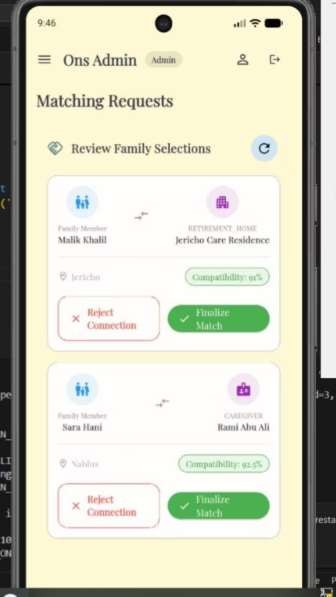 9:46
Ons Admin Admin
Matching Requests
Review Family Selections
Family Member
Malik Khalil
RETIREMENT_HOME
Jericho Care Residence
Jericho
Compatibility: 91%
Reject
Connection
Finalize
Match
Family Member
Sara Hani
CAREGIVER
Rami Abu Ali
Nablus
Compatibility: 92.5%
Reject
Connection
Finalize
Match